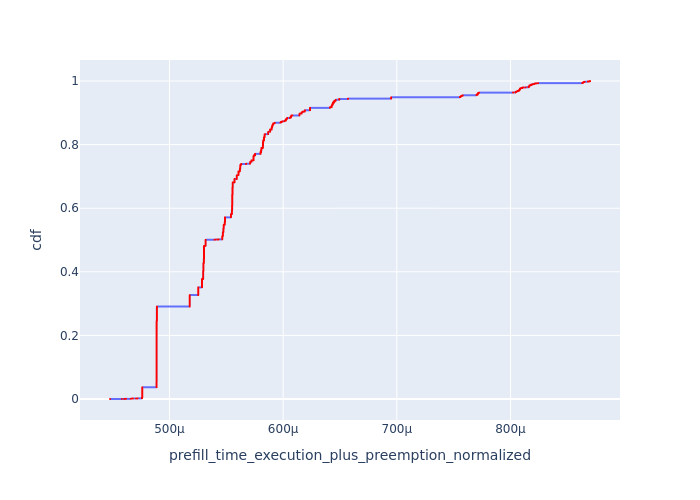 1
0.8
0.6
0.4
0.2
0
cdf
500μ 600μ 700μ 800μ
prefill_time_execution_plus_preemption_normalized